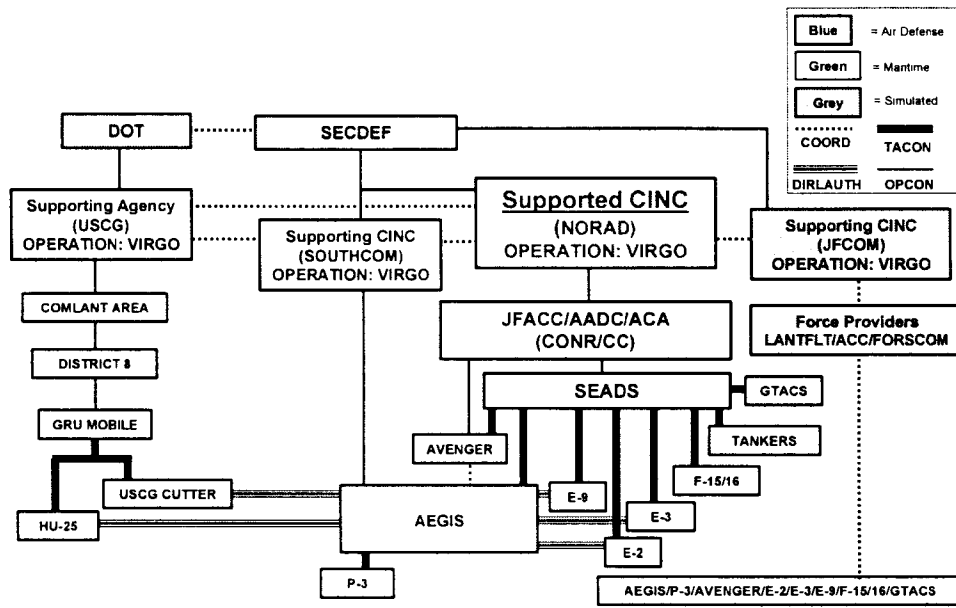 Blue = Air Defense
Green = Maritime
Grey = Simulated
COORD TACON
DIRLAUTH OPCON
DOT
SECDEF
Supporting Agency
(USCG)
OPERATION: VIRGO
Supporting CINC
(SOUTHCOM)
OPERATION: VIRGO
Supported CINC
(NORAD)
OPERATION: VIRGO
Supporting CINC
(JFCOM)
OPERATION: VIRGO
COMLANT AREA
JFACC/AADC/ACA
(CONR/CC)
Force Providers
LANTFLT/ACC/FORSCOM
DISTRICT 8
SEADS
GTACS
GRU MOBILE
AVENGER
TANKERS
F-15/16
USCG CUTTER
HU-25
AEGIS
E-9
E-3
E-2
P-3
AEGIS/P-3/AVENGER/E-2/E-3/E-9/F-15/16/GTACS